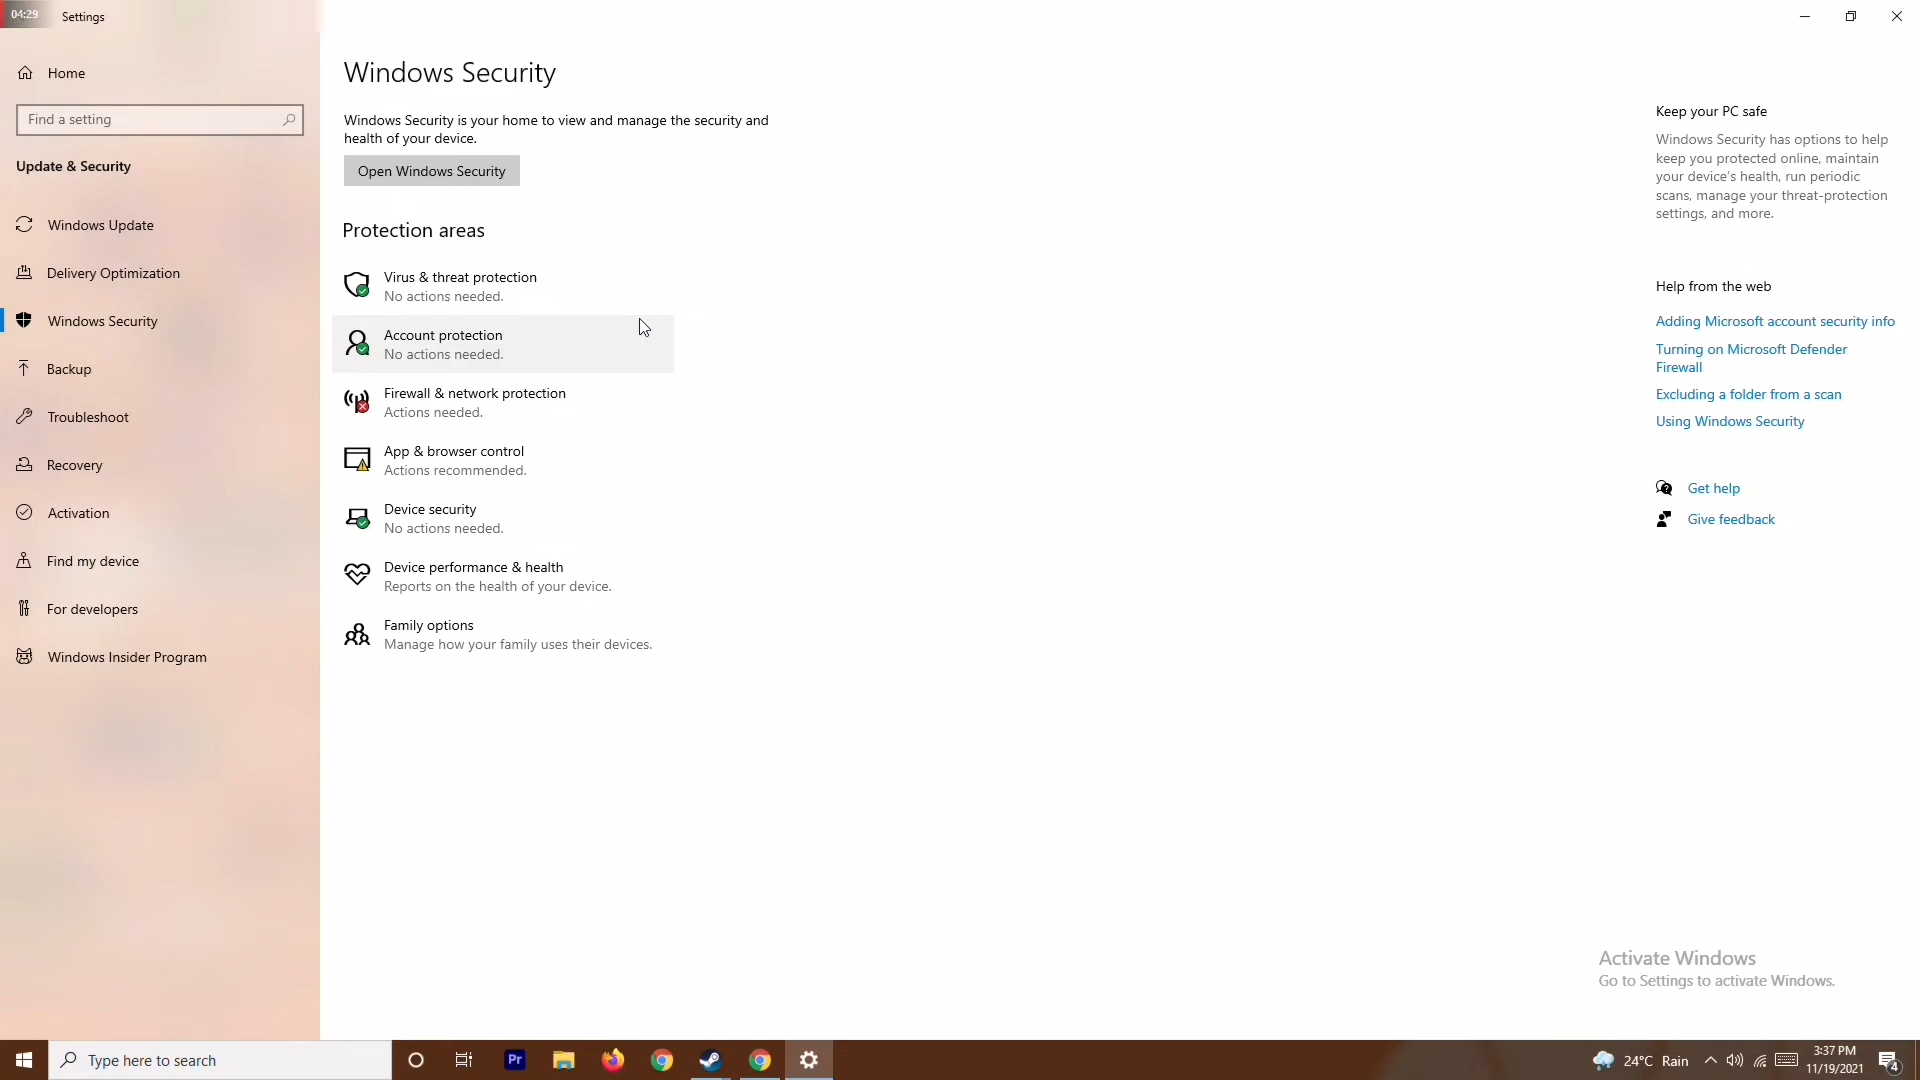 04:29
Settings
Home
Find a setting
Update & Security
Windows Update
Delivery Optimization
Windows Security
Backup
Troubleshoot
Recovery
Activation
Find my device
For developers
Windows Insider Program
Windows Security
Windows Security is your home to view and manage the security and
health of your device.
Open Windows Security
Protection areas
Virus & threat protection
No actions needed.
Account protection
No actions needed.
Firewall & network protection
Actions needed.
App & browser control
Actions recommended.
Device security
No actions needed.
Device performance & health
Reports on the health of your device.
Family options
Manage how your family uses their devices.
Keep your PC safe
Windows Security has options to help
keep you protected online, maintain
your device's health, run periodic
scans, manage your threat-protection
settings, and more.
Help from the web
Adding Microsoft account security info
Turning on Microsoft Defender
Firewall
Excluding a folder from a scan
Using Windows Security
Get help
Give feedback
Activate Windows
Go to Settings to activate Windows.
Type here to search
Pr
24°C Rain
3:37 PM
11/19/2021
4